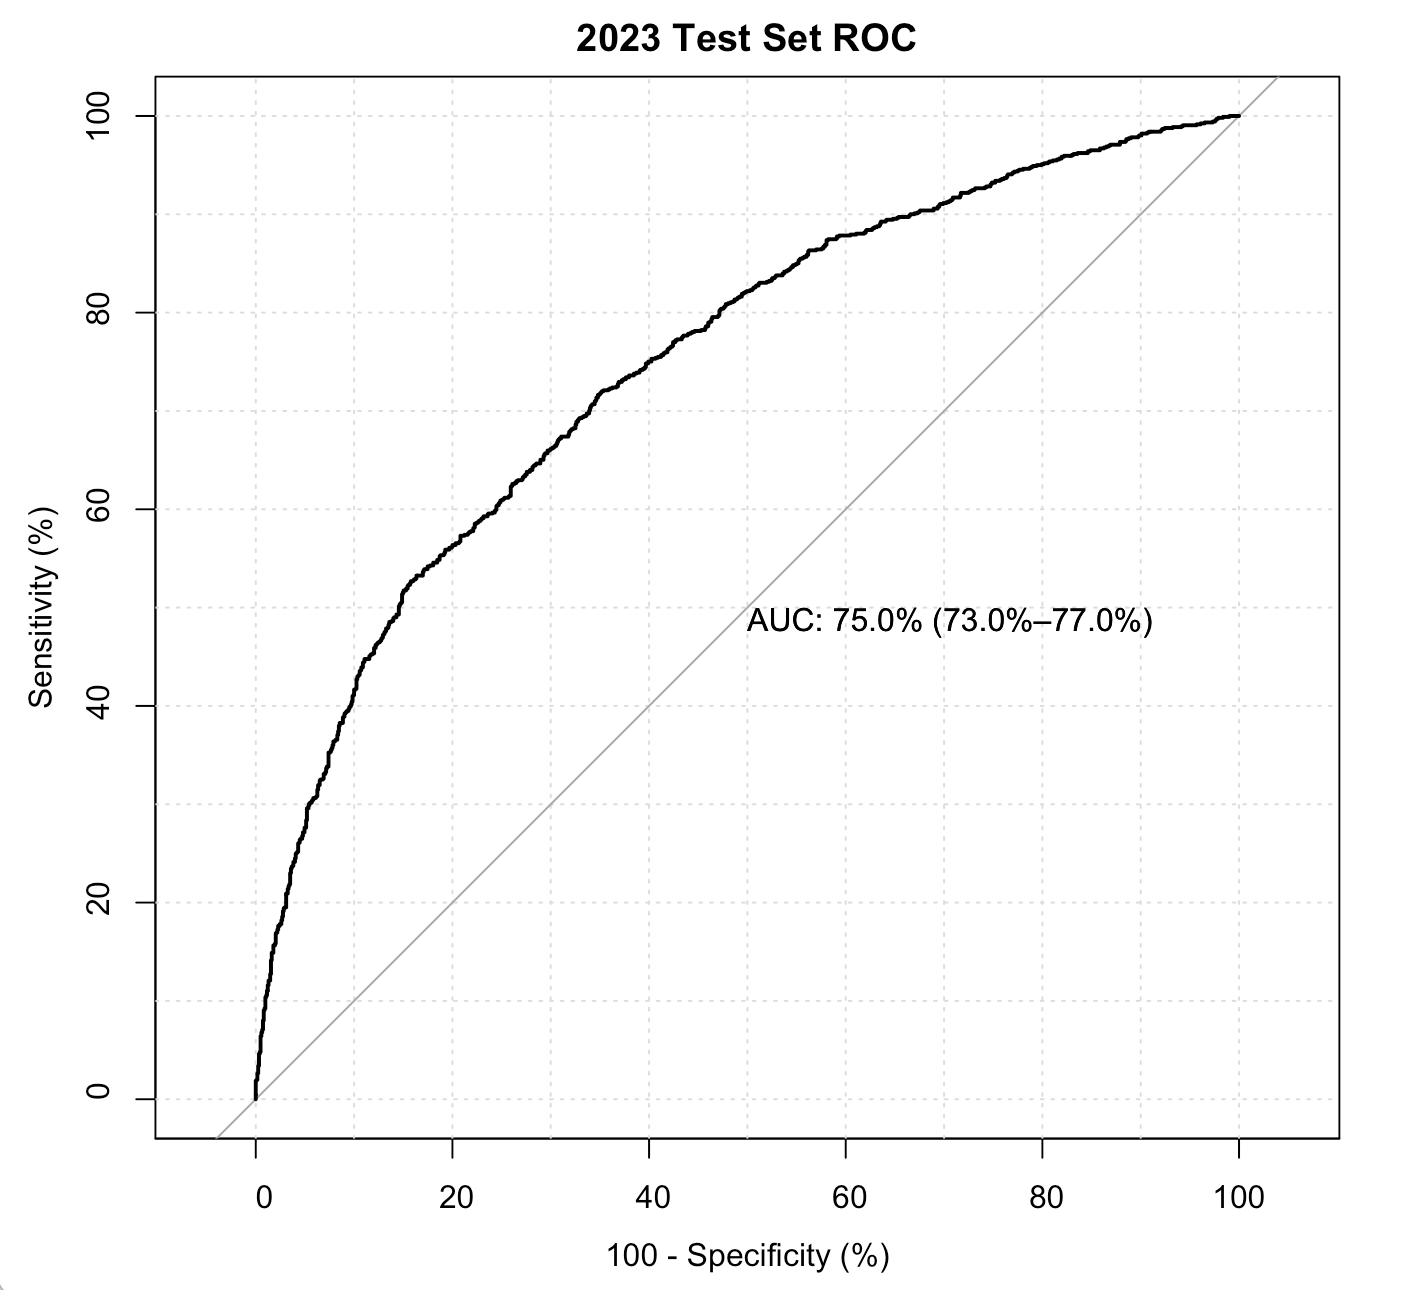 2023 Test Set ROC
100
80
60
40
20
0
Sensitivity (%)
AUC: 75.0% (73.0%–77.0%)
0 20 40 60 80 100
100 - Specificity (%)